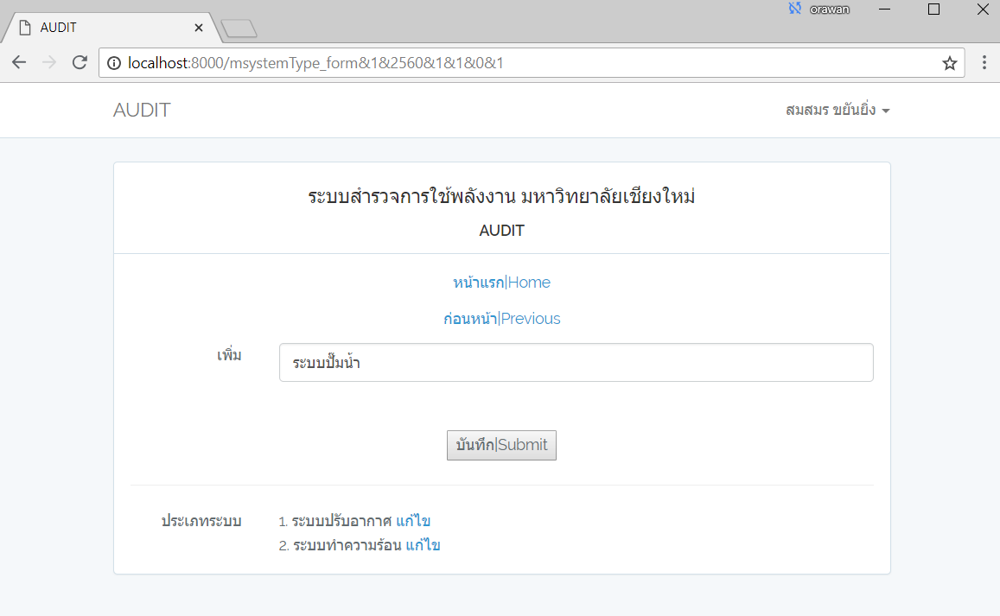 orawan
AUDIT
localhost:8000/msystemType_form&1&2560&1&1&0&1
AUDIT
สมสมร ขยันยิ่ง
ระบบสำรวจการใช้พลังงาน มหาวิทยาลัยเชียงใหม่
AUDIT
หน้าแรก|Home
ก่อนหน้า|Previous
เพิ่ม
ระบบปั๊มน้ำ
บันทึก|Submit
ประเภทระบบ
1. ระบบปรับอากาศ แก้ไข
2. ระบบทำความร้อน แก้ไข